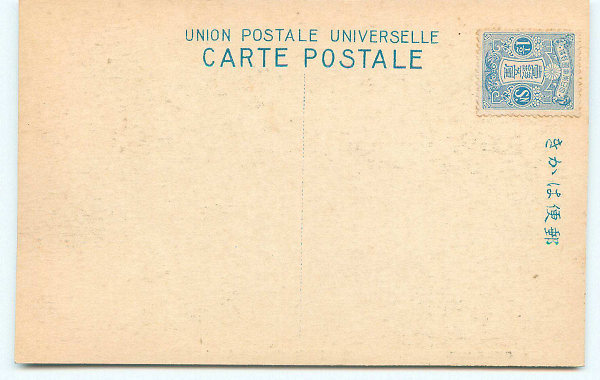 UNION POSTALE UNIVERSELLE
CARTE POSTALE
郵便はかき